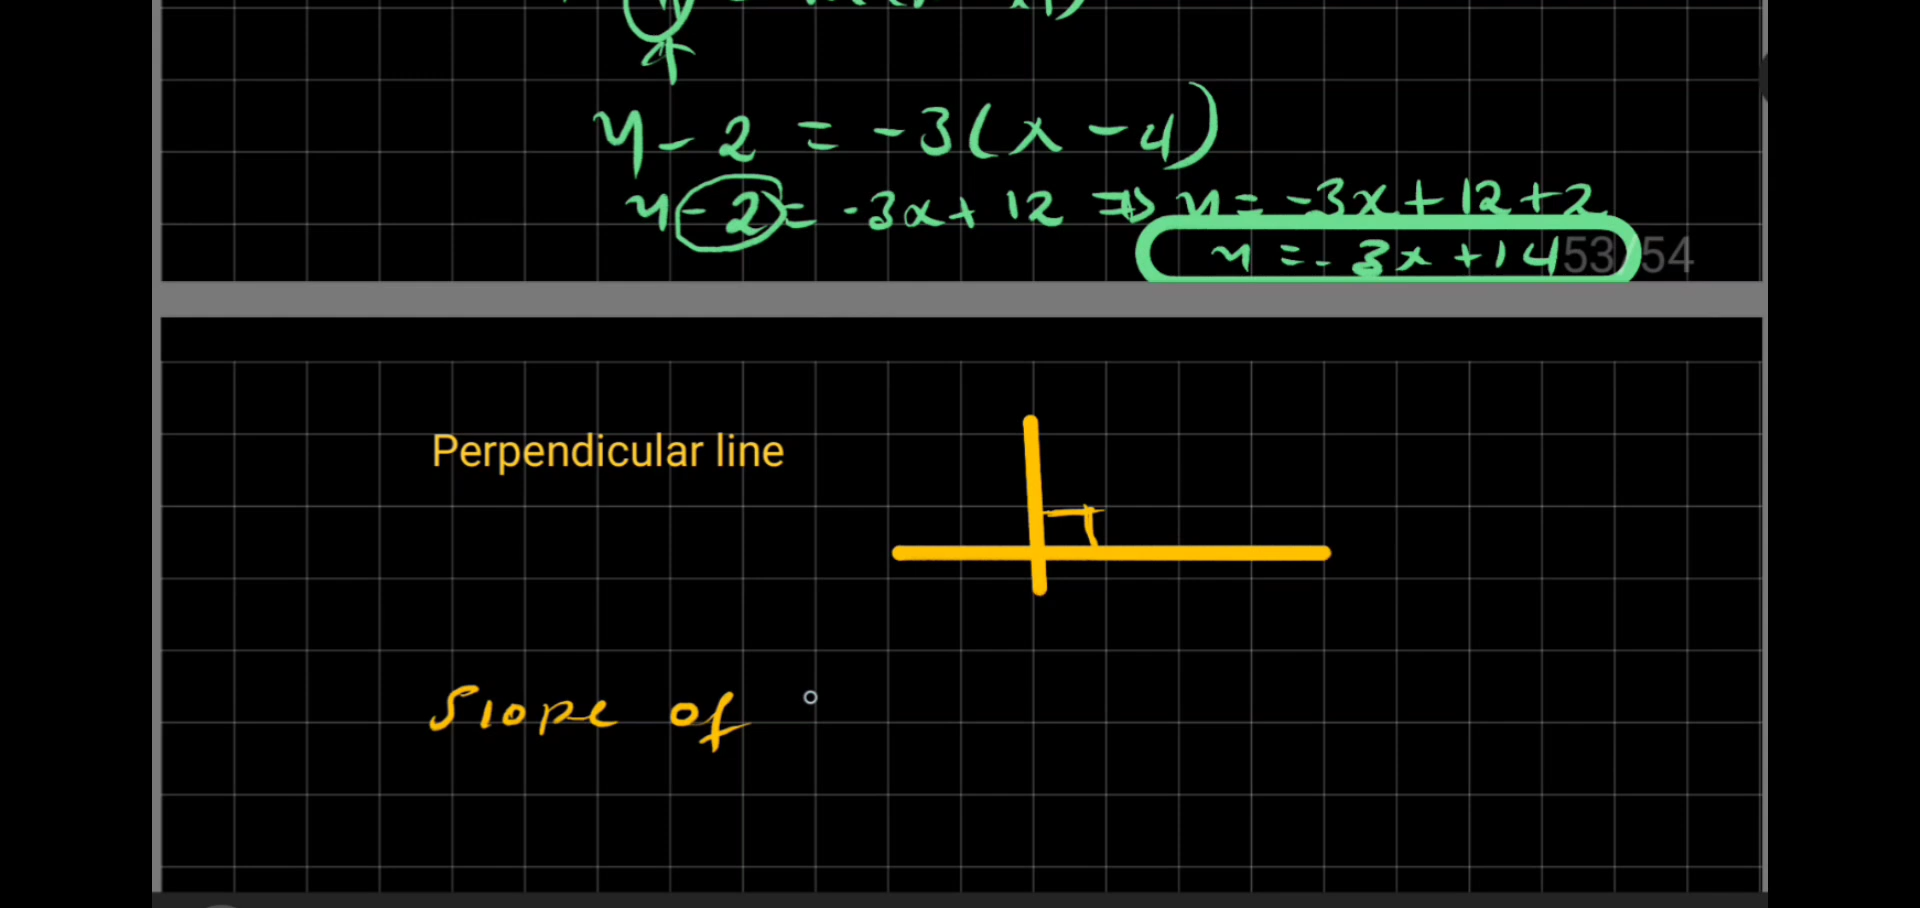 y - 2 = -3(x - 4)
y - 2 = -3x + 12 ⇒ y = -3x + 12 + 2
y = -3x + 14
53/54
Perpendicular line
Slope of